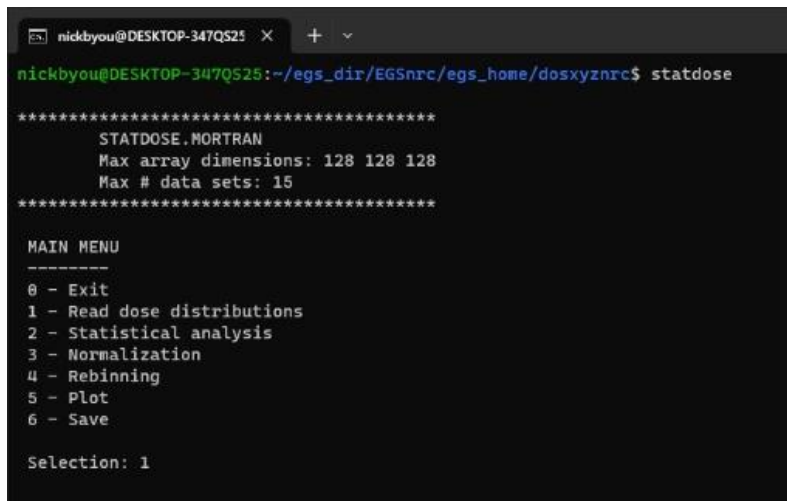 nickbyou@DESKTOP-347QS25
nickbyou@DESKTOP-347QS25:~/egs_dir/EGSnrc/egs_home/dosxyznrc$ statdose
*****************************************
STATDOSE.MORTRAN
Max array dimensions: 128 128 128
Max # data sets: 15
*****************************************
MAIN MENU
--------
0 - Exit
1 - Read dose distributions
2 - Statistical analysis
3 - Normalization
4 - Rebinning
5 - Plot
6 - Save
Selection: 1